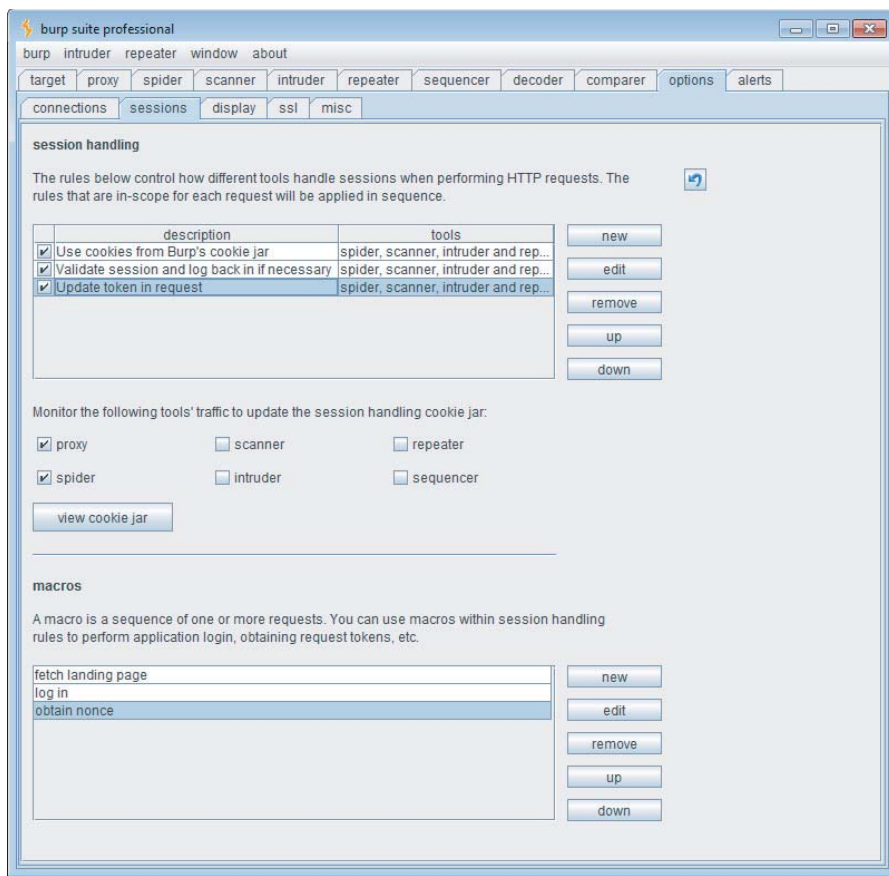 burp suite professional
burp intruder repeater window about
target proxy spider scanner intruder repeater sequencer decoder comparer options alerts
connections sessions display ssl misc
session handling
The rules below control how different tools handle sessions when performing HTTP requests. The
rules that are in-scope for each request will be applied in sequence.
description tools
Use cookies from Burp's cookie jar spider, scanner, intruder and rep...
Validate session and log back in if necessary spider, scanner, intruder and rep...
Update token in request spider, scanner, intruder and rep...
new
edit
remove
up
down
Monitor the following tools' traffic to update the session handling cookie jar:
proxy scanner repeater
spider intruder sequencer
view cookie jar
macros
A macro is a sequence of one or more requests. You can use macros within session handling
rules to perform application login, obtaining request tokens, etc.
fetch landing page
log in
obtain nonce
new
edit
remove
up
down